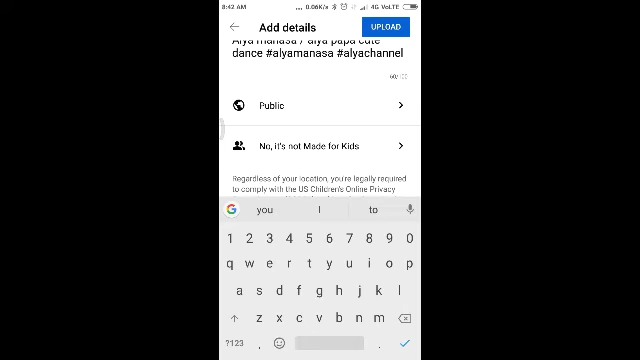 8:42 AM ...0.06K/s 4G VoLTE
Add details UPLOAD
Alya manasa / alya papa cute
dance #alyamanasa #alyachannel
60/100
Public
No, it's not Made for Kids
Regardless of your location, you're legally required
to comply with the US Children's Online Privacy
you I to
1 2 3 4 5 6 7 8 9 0
q w e r t y u i o p
a s d f g h j k l
z x c v b n m
?123 , .